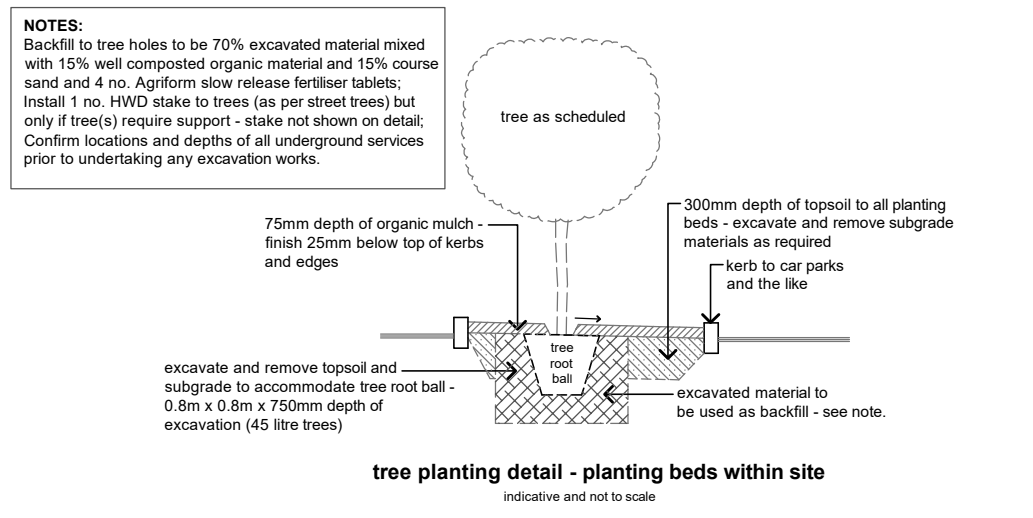 NOTES:
Backfill to tree holes to be 70% excavated material mixed
with 15% well composted organic material and 15% course
sand and 4 no. Agriform slow release fertiliser tablets;
Install 1 no. HWD stake to trees (as per street trees) but
only if tree(s) require support - stake not shown on detail;
Confirm locations and depths of all underground services
prior to undertaking any excavation works.
tree as scheduled
75mm depth of organic mulch -
finish 25mm below top of kerbs
and edges
300mm depth of topsoil to all planting
beds - excavate and remove subgrade
materials as required
kerb to car parks
and the like
tree
root
ball
excavate and remove topsoil and
subgrade to accommodate tree root ball -
0.8m x 0.8m x 750mm depth of
excavation (45 litre trees)
excavated material to
be used as backfill - see note.
tree planting detail - planting beds within site
indicative and not to scale